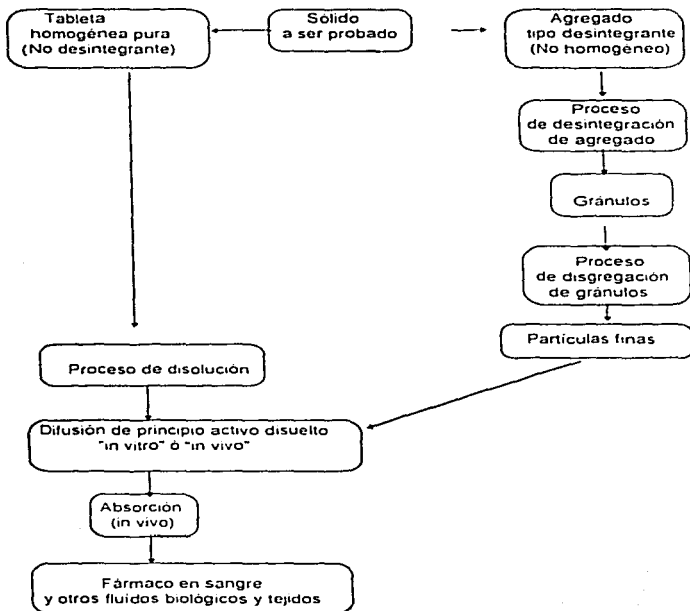 Tableta
homogénea pura
(No desintegrante)
Sólido
a ser probado
Agregado
tipo desintegrante
(No homogéneo)
Proceso
de desintegración
de agregado
Gránulos
Proceso
de disgregación
de gránulos
Partículas finas
Proceso de disolución
Difusión de principio activo disuelto
"in vitro" ó "in vivo"
Absorción
(in vivo)
Fármaco en sangre
y otros fluídos biológicos y tejidos